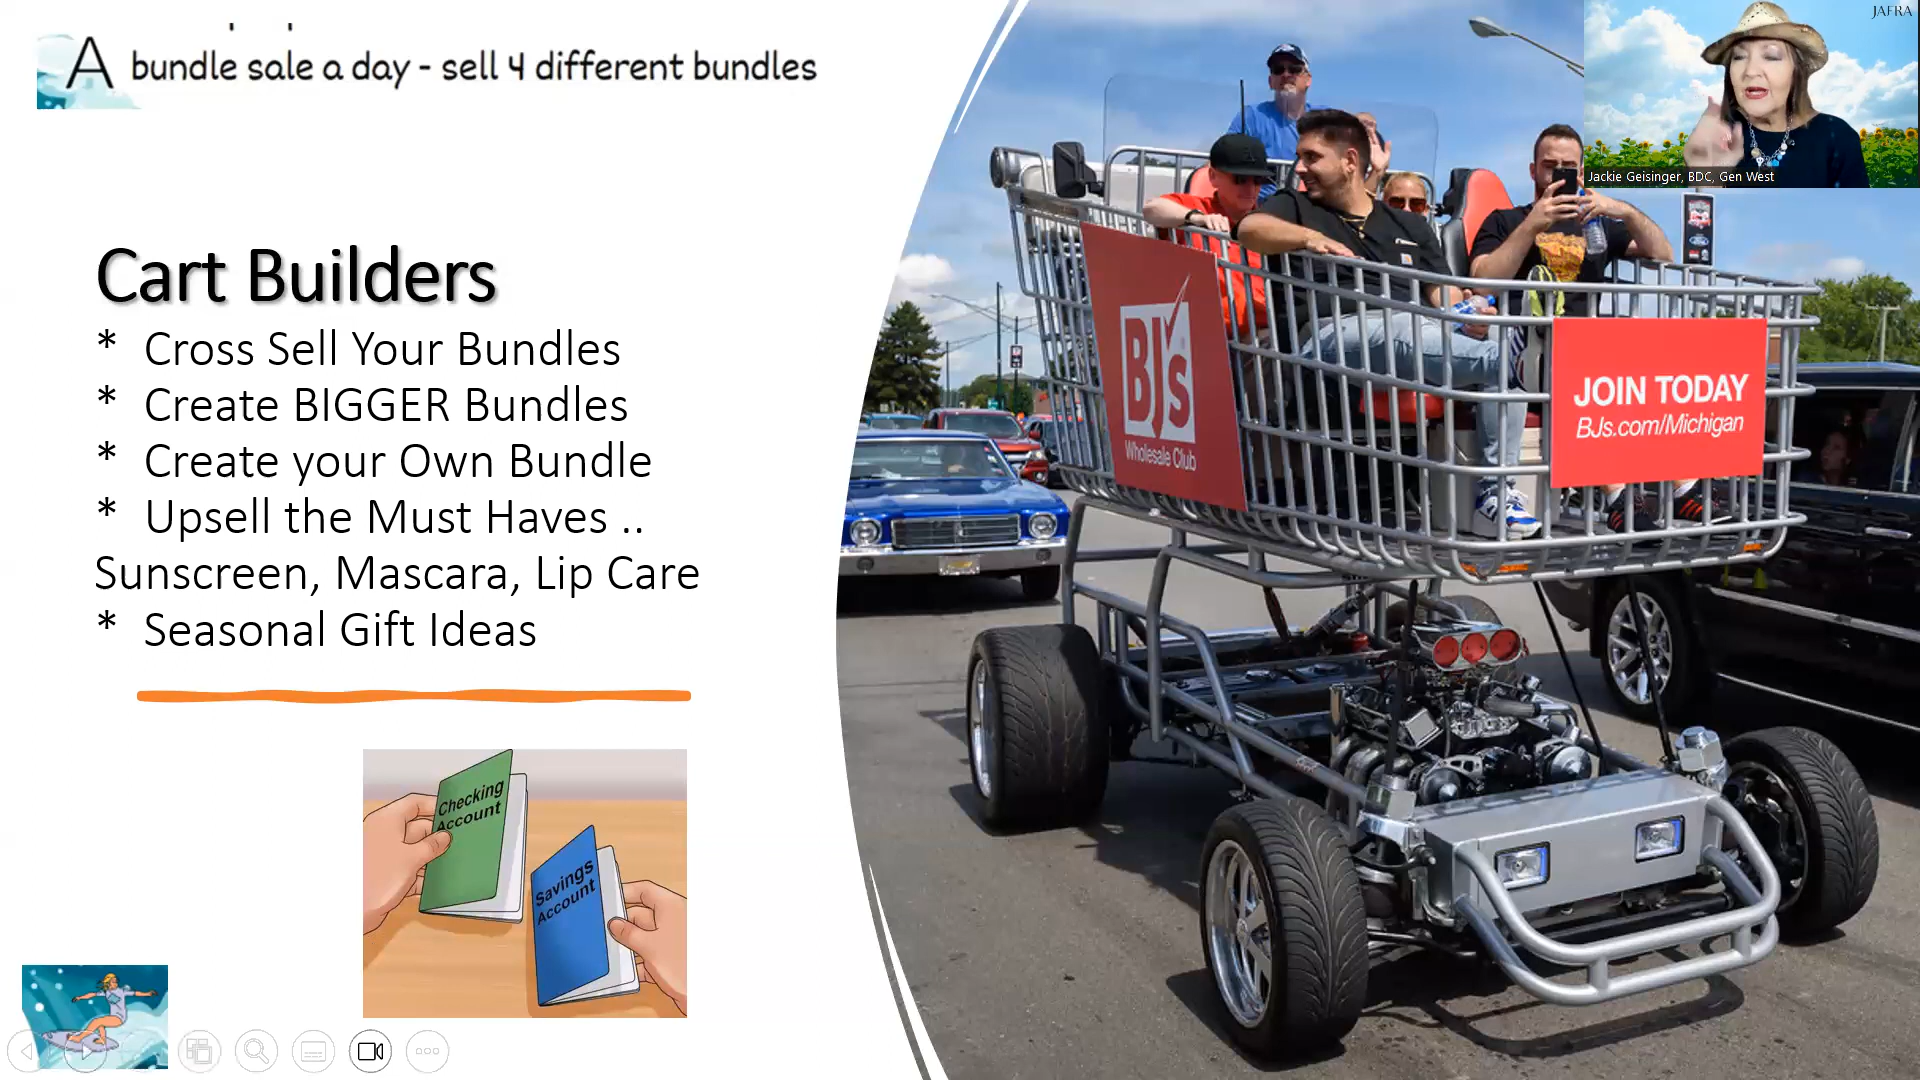 A bundle sale a day - sell 4 different bundles
Cart Builders
* Cross Sell Your Bundles
* Create BIGGER Bundles
* Create your Own Bundle
* Upsell the Must Haves ..
Sunscreen, Mascara, Lip Care
* Seasonal Gift Ideas
Checking
Account
Savings
Account
BJs
Wholesale Club
JOIN TODAY
BJs.com/Michigan
JAFRA
Jackie Geisinger, BDC, Gen West